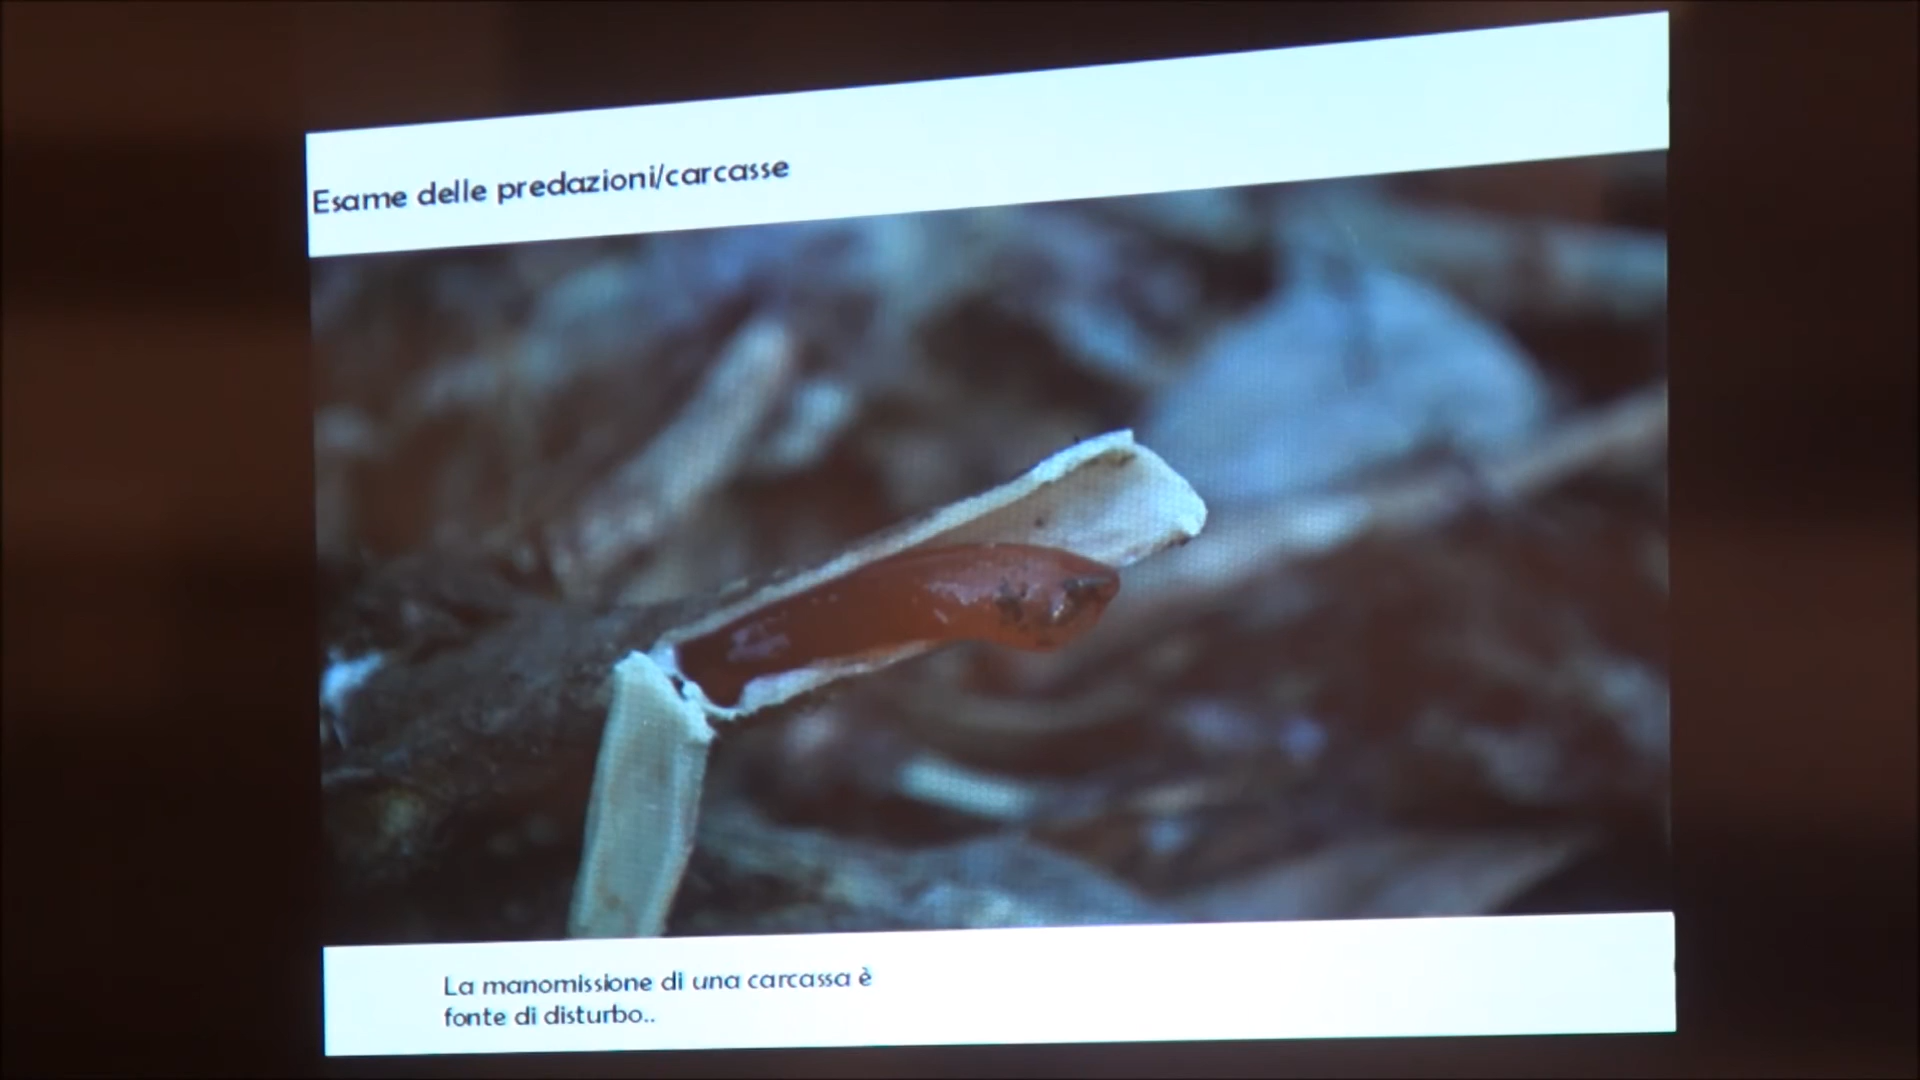 Esame delle predazioni/carcasse
La manomissione di una carcassa è
fonte di disturbo..